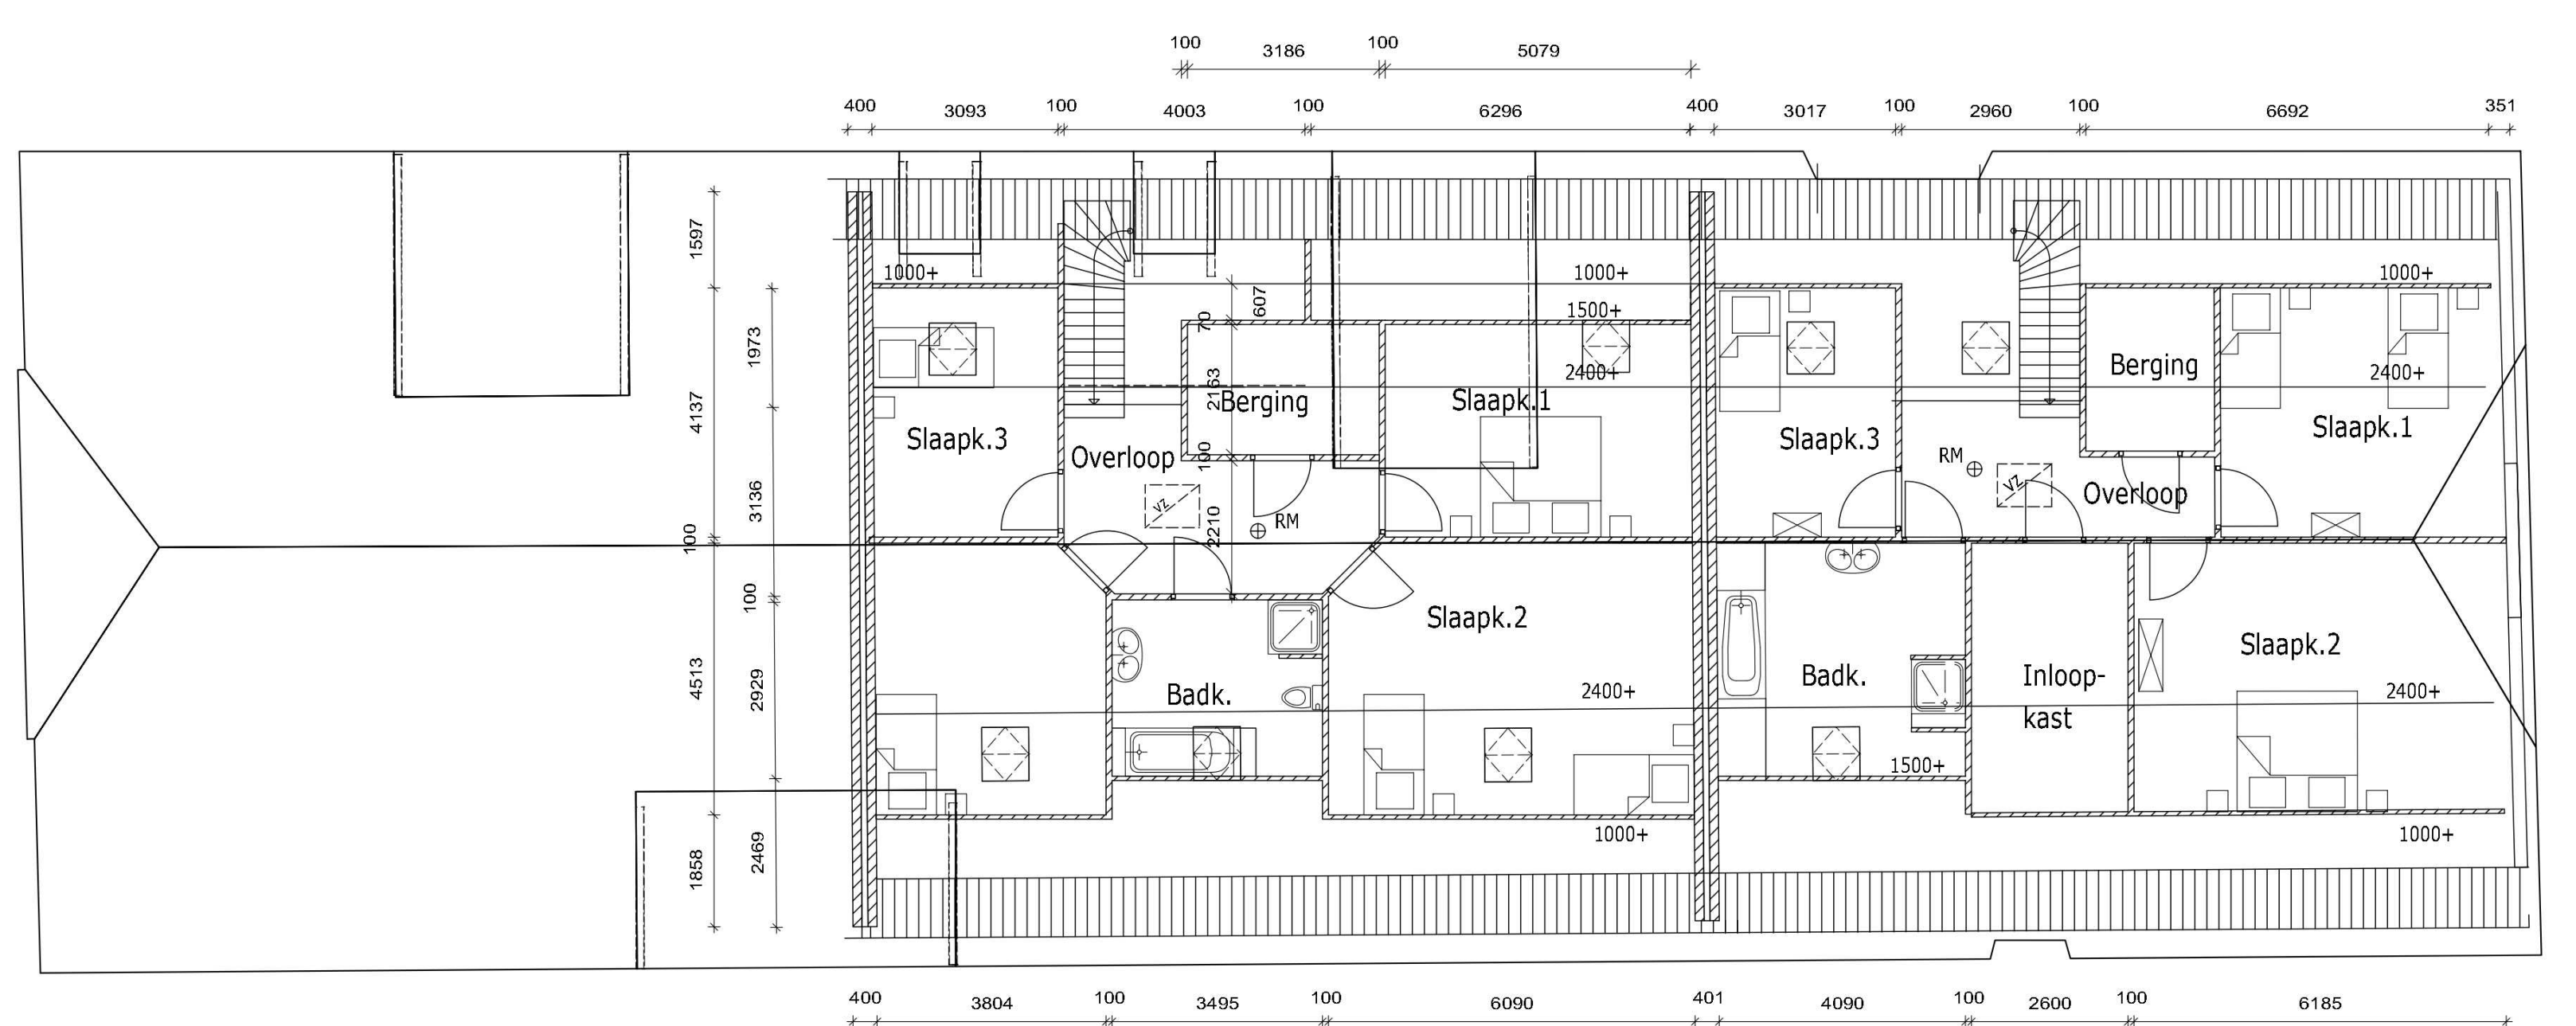 100 3186 100 5079
400 3093 100 4003 100 6296 400 3017 100 2960 100 6692 351
1597
1000+ 1000+ 1000+
607
1500+
70
1973
2400+ 2400+
2163
Berging Berging
4137
Slaapk.1
Slaapk.3 Slaapk.3 Slaapk.1
Overloop
100
RM
VZ
Overloop
3136
VZ
RM
2210
100
100
Slaapk.2
Slaapk.2
4513
2929
Badk. Badk. Inloop-
kast
2400+ 2400+
1500+
1000+ 1000+
1858
2469
400 3804 100 3495 100 6090 401 4090 100 2600 100 6185